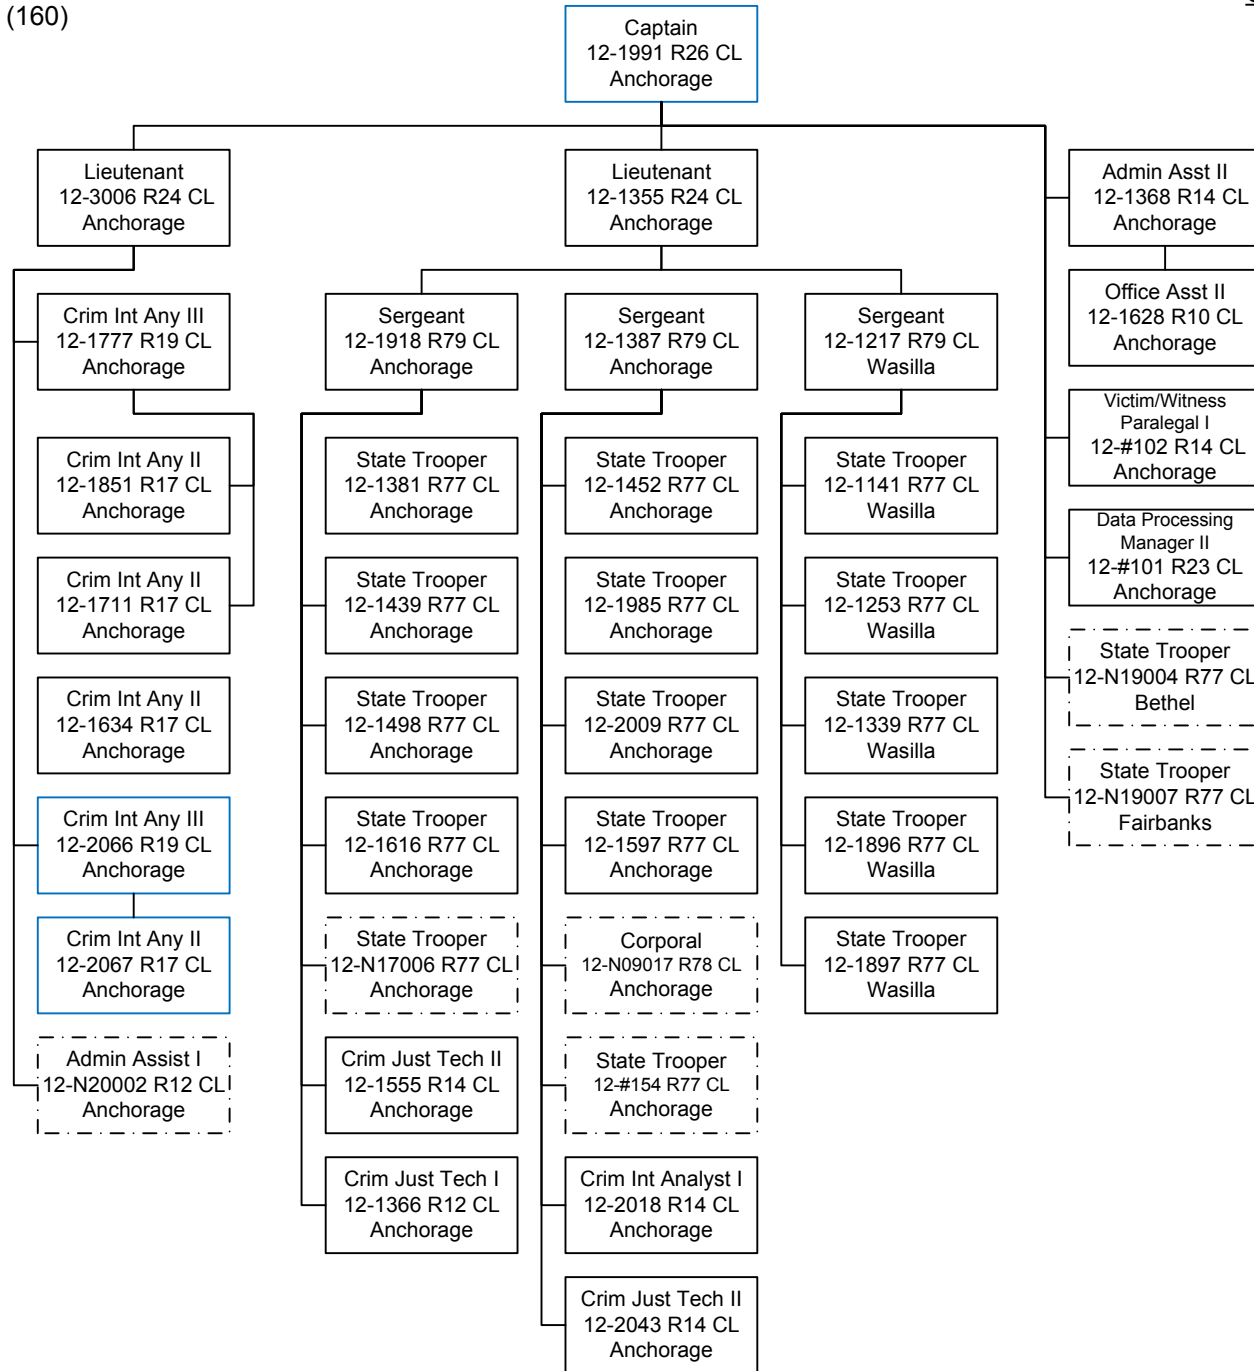 (160)
Captain
12-1991 R26 CL
Anchorage
Lieutenant
12-3006 R24 CL
Anchorage
Crim Int Any III
12-1777 R19 CL
Anchorage
Crim Int Any II
12-1851 R17 CL
Anchorage
Crim Int Any II
12-1711 R17 CL
Anchorage
Crim Int Any II
12-1634 R17 CL
Anchorage
Crim Int Any III
12-2066 R19 CL
Anchorage
Crim Int Any II
12-2067 R17 CL
Anchorage
Admin Assist I
12-N20002 R12 CL
Anchorage
Lieutenant
12-1355 R24 CL
Anchorage
Sergeant
12-1918 R79 CL
Anchorage
State Trooper
12-1381 R77 CL
Anchorage
State Trooper
12-1439 R77 CL
Anchorage
State Trooper
12-1498 R77 CL
Anchorage
State Trooper
12-1616 R77 CL
Anchorage
State Trooper
12-N17006 R77 CL
Anchorage
Crim Just Tech II
12-1555 R14 CL
Anchorage
Crim Just Tech I
12-1366 R12 CL
Anchorage
Sergeant
12-1387 R79 CL
Anchorage
State Trooper
12-1452 R77 CL
Anchorage
State Trooper
12-1985 R77 CL
Anchorage
State Trooper
12-2009 R77 CL
Anchorage
State Trooper
12-1597 R77 CL
Anchorage
Corporal
12-N09017 R78 CL
Anchorage
State Trooper
12-#154 R77 CL
Anchorage
Crim Int Analyst I
12-2018 R14 CL
Anchorage
Crim Just Tech II
12-2043 R14 CL
Anchorage
Sergeant
12-1217 R79 CL
Wasilla
State Trooper
12-1141 R77 CL
Wasilla
State Trooper
12-1253 R77 CL
Wasilla
State Trooper
12-1339 R77 CL
Wasilla
State Trooper
12-1896 R77 CL
Wasilla
State Trooper
12-1897 R77 CL
Wasilla
Admin Asst II
12-1368 R14 CL
Anchorage
Office Asst II
12-1628 R10 CL
Anchorage
Victim/Witness
Paralegal I
12-#102 R14 CL
Anchorage
Data Processing
Manager II
12-#101 R23 CL
Anchorage
State Trooper
12-N19004 R77 CL
Bethel
State Trooper
12-N19007 R77 CL
Fairbanks